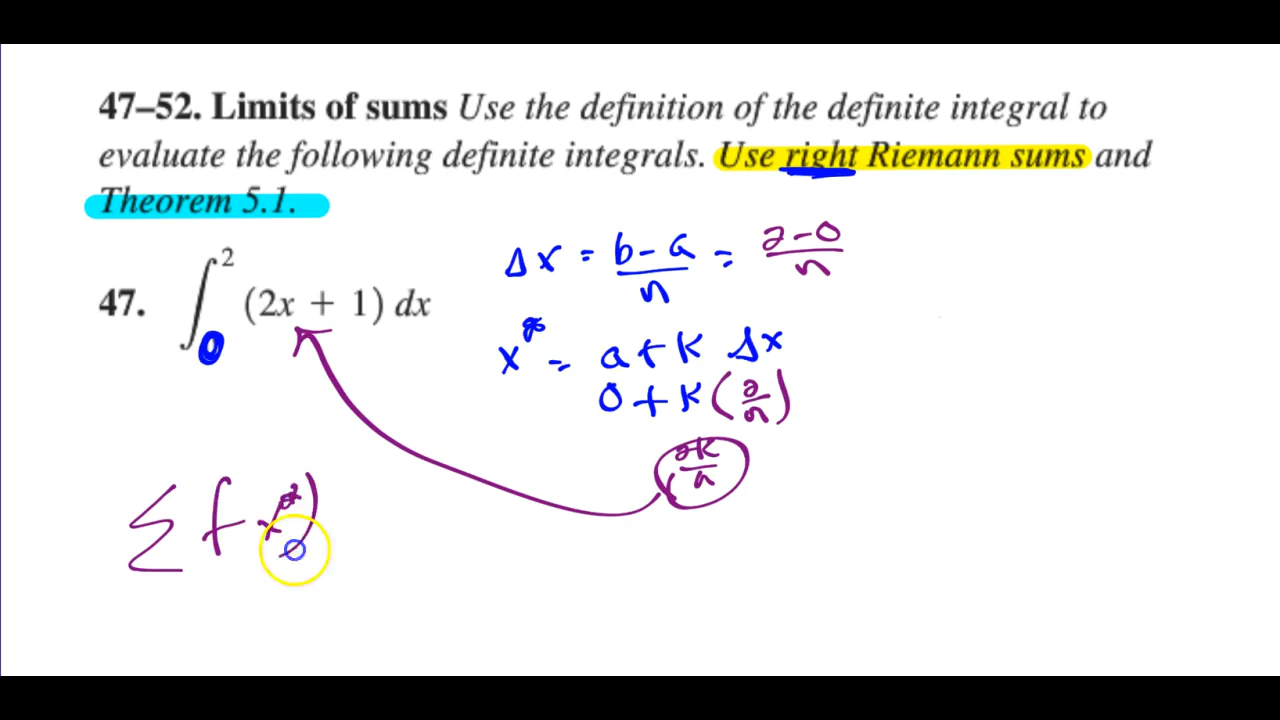 47–52. Limits of sums Use the definition of the definite integral to
evaluate the following definite integrals. Use right Riemann sums and
Theorem 5.1.
47. ∫₀² (2x + 1) dx
Δx = b-a/n = 2-0/n
x* = a+k Δx
0+k(2/n)
2k/n
Σ f(x*)